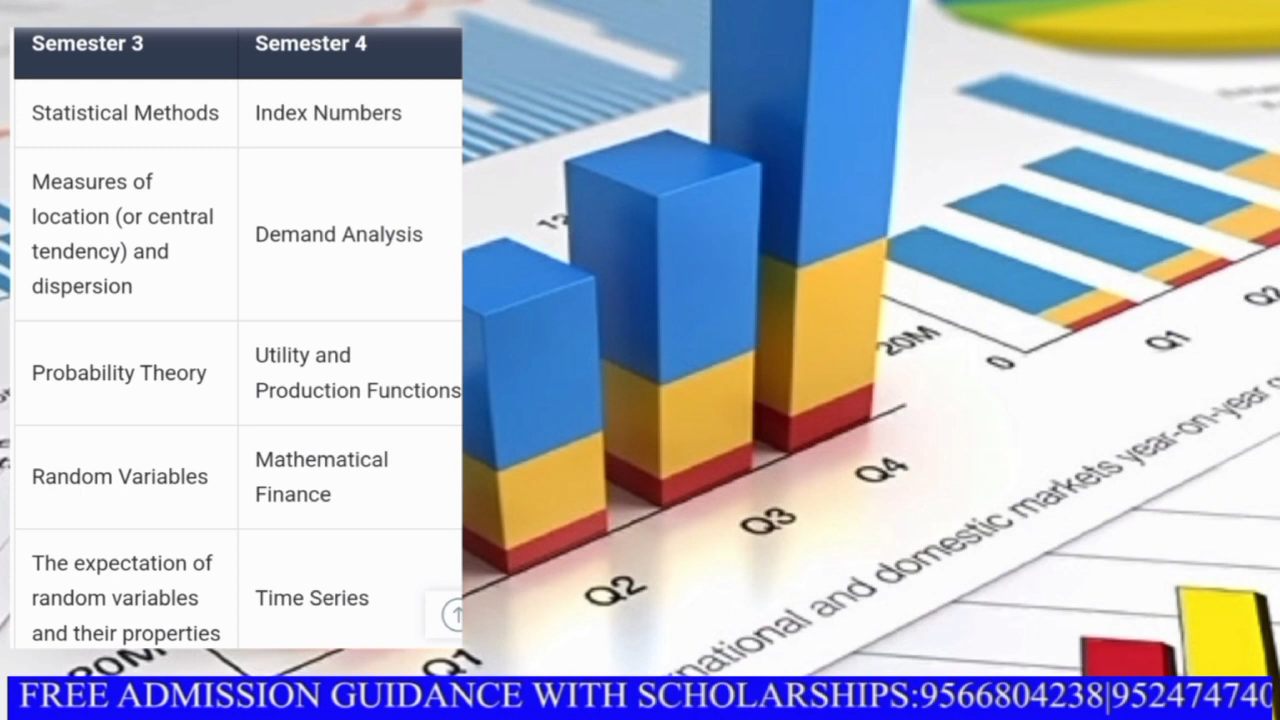 Semester 3
Semester 4
Statistical Methods
Index Numbers
Measures of
location (or central
tendency) and
dispersion
Demand Analysis
Probability Theory
Utility and
Production Functions
Random Variables
Mathematical
Finance
The expectation of
random variables
and their properties
Time Series
20M
0
Q1
Q2
Q4
Q3
Q2
Q1
20M
and domestic markets year-on-year
FREE ADMISSION GUIDANCE WITH SCHOLARSHIPS:9566804238|952474740